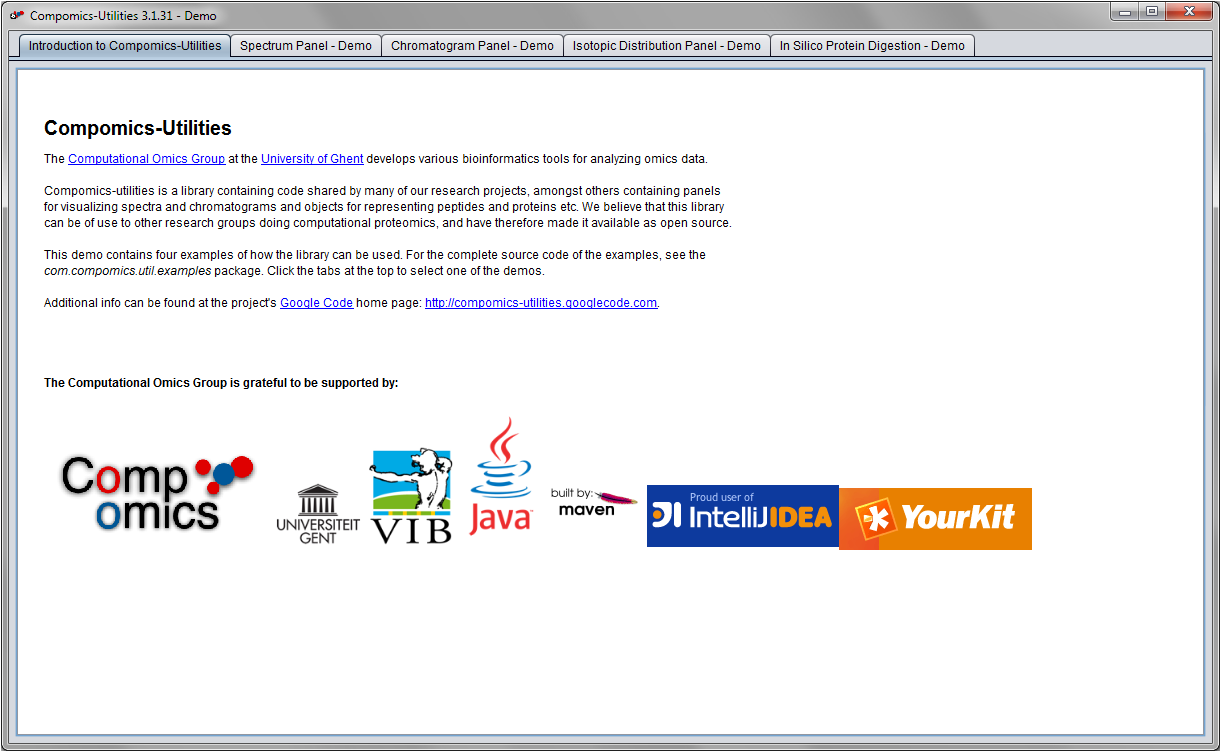 Compomics-Utilities 3.1.31 - Demo
Introduction to Compomics-Utilities
Spectrum Panel - Demo
Chromatogram Panel - Demo
Isotopic Distribution Panel - Demo
In Silico Protein Digestion - Demo
Compomics-Utilities
The Computational Omics Group at the University of Ghent develops various bioinformatics tools for analyzing omics data.
Compomics-utilities is a library containing code shared by many of our research projects, amongst others containing panels
for visualizing spectra and chromatograms and objects for representing peptides and proteins etc. We believe that this library
can be of use to other research groups doing computational proteomics, and have therefore made it available as open source.
This demo contains four examples of how the library can be used. For the complete source code of the examples, see the
com.compomics.util.examples package. Click the tabs at the top to select one of the demos.
Additional info can be found at the project's Google Code home page: http://compomics-utilities.googlecode.com.
The Computational Omics Group is grateful to be supported by:
Comp
omics
UNIVERSITEIT
GENT
VIB
Java
built by:
maven
Proud user of
IntelliJIDEA
YourKit